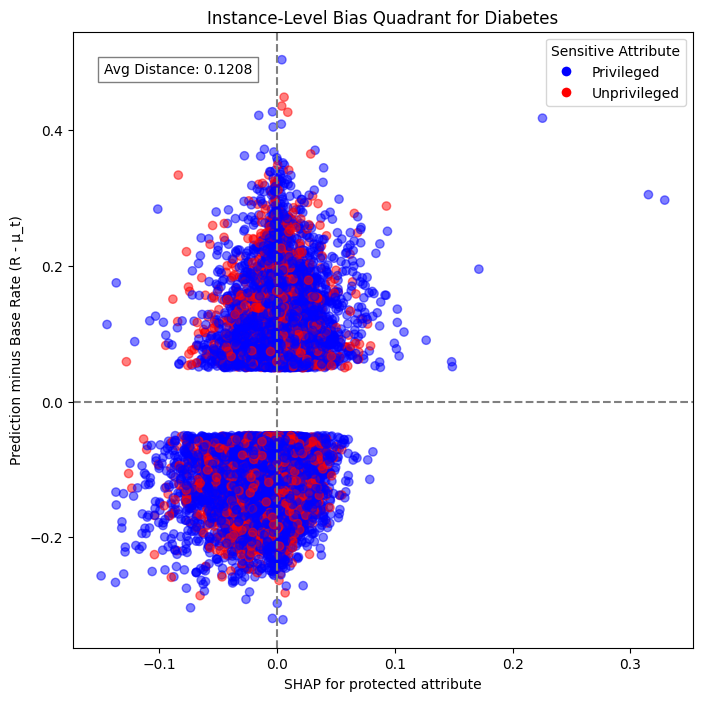 Instance-Level Bias Quadrant for Diabetes
Avg Distance: 0.1208
Sensitive Attribute
Privileged
Unprivileged
Prediction minus Base Rate (R - μ_t)
0.4
0.2
0.0
−0.2
−0.1
0.0
0.1
0.2
0.3
SHAP for protected attribute